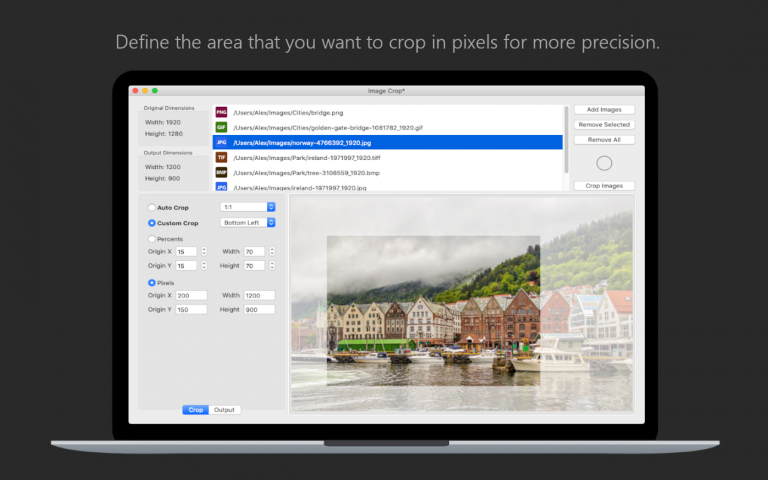 Define the area that you want to crop in pixels for more precision.
Image Crop*
Original Dimensions
Width: 1920
Height: 1280
Output Dimensions
Width: 1200
Height: 900
PNG /Users/Alex/Images/Cities/bridge.png
GIF /Users/Alex/Images/Cities/golden-gate-bridge-1081782_1920.gif
JPG /Users/Alex/Images/norway-4766392_1920.jpg
TIF /Users/Alex/Images/Park/ireland-1971997_1920.tiff
BMP /Users/Alex/Images/Park/tree-3108559_1920.bmp
JPG /Users/Alex/Images/ireland-1971997_1920.jpg
Add Images
Remove Selected
Remove All
Crop Images
Auto Crop 1:1
Custom Crop Bottom Left
Percents
Origin X 15 Width 70
Origin Y 15 Height 70
Pixels
Origin X 200 Width 1200
Origin Y 150 Height 900
Crop Output